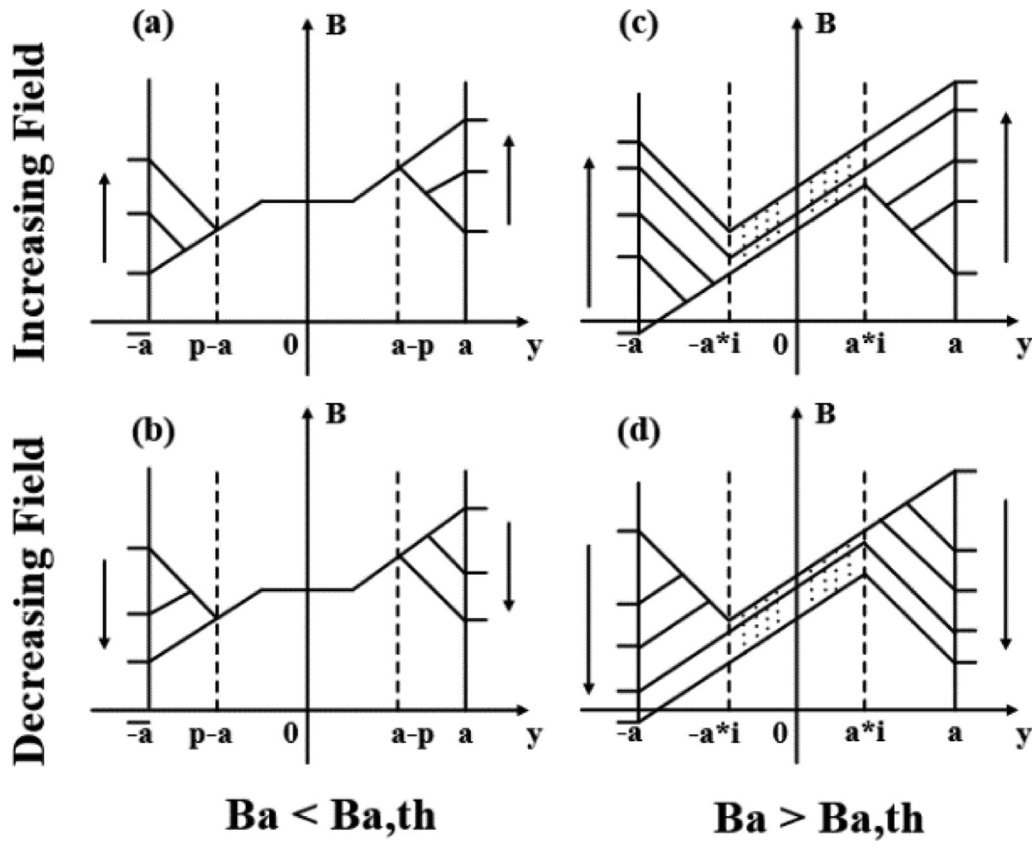 Increasing Field
(a)
B
-a
p-a
0
a-p
a
y
(c)
B
-a
-a*i
0
a*i
a
y
Decreasing Field
(b)
B
-a
p-a
0
a-p
a
y
(d)
B
-a
-a*i
0
a*i
a
y
Ba < Ba,th
Ba > Ba,th